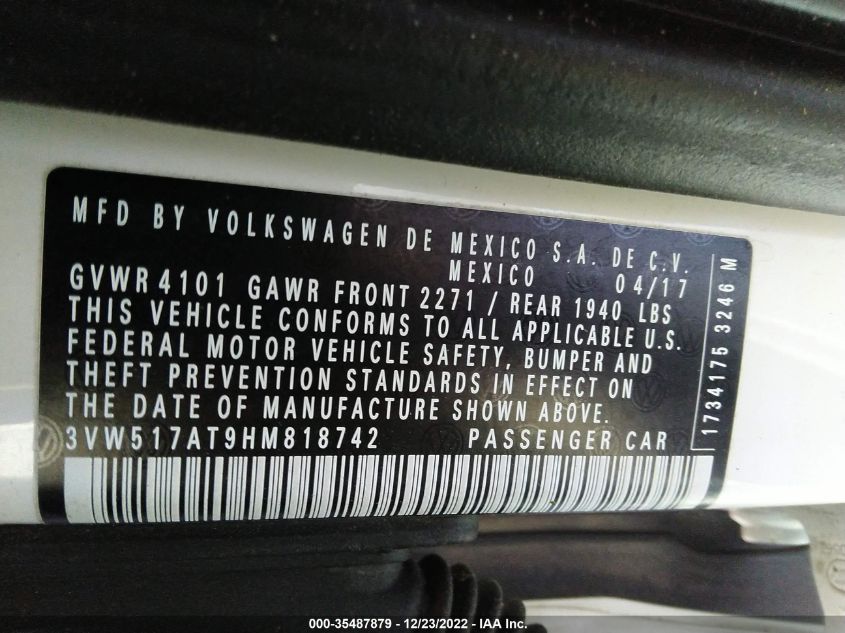 MFD BY VOLKSWAGEN DE MEXICO S.A. DE C.V.
MEXICO 04/17
GVWR 4101 GAWR FRONT 2271 / REAR 1940 LBS
THIS VEHICLE CONFORMS TO ALL APPLICABLE U.S.
FEDERAL MOTOR VEHICLE SAFETY, BUMPER AND
THEFT PREVENTION STANDARDS IN EFFECT ON
THE DATE OF MANUFACTURE SHOWN ABOVE.
3VW517AT9HM818742 PASSENGER CAR
1734175 3246 M
000-35487879 - 12/23/2022 - IAA Inc.